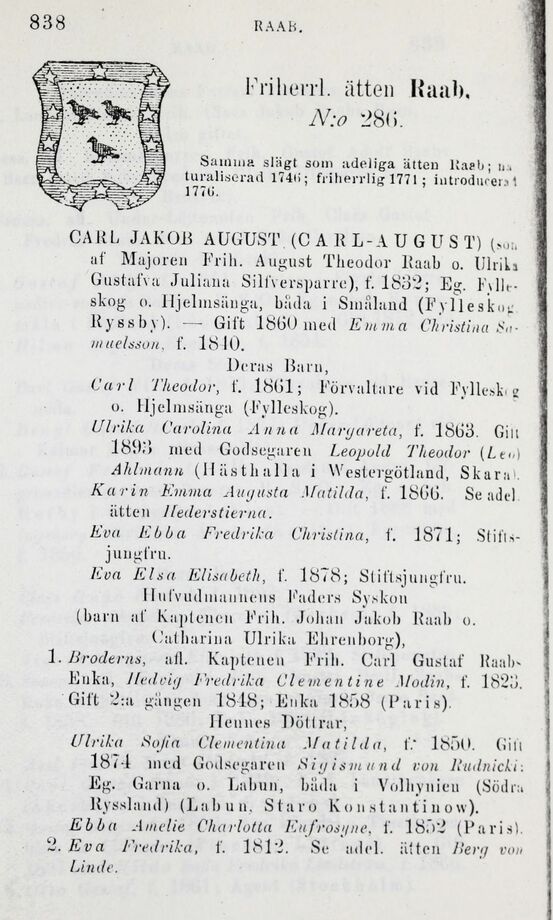 838
RAAB.
Friherrl. ätten Raab.
N:o 286.
Samma slägt som adeliga ätten Raab; na
turaliserad 1746; friherrlig 1771; introducerat
1776.
CARL JAKOB AUGUST (CARL-AUGUST) (son
af Majoren Frih. August Theodor Raab o. Ulrika
Gustafva Juliana Silfversparre), f. 1832; Eg. Fylle-
skog o. Hjelmsänga, båda i Småland (Fylleskog
Ryssby). — Gift 1860 med Emma Christina Sa-
muelsson, f. 1840.
Deras Barn,
Carl Theodor, f. 1861; Förvaltare vid Fylleskog
o. Hjelmsänga (Fylleskog).
Ulrika Carolina Anna Margareta, f. 1863. Gift
1893 med Godsegaren Leopold Theodor (Leo)
Ahlmann (Hästhalla i Westergötland, Skara).
Karin Emma Augusta Matilda, f. 1866. Se adel.
ätten Hederstierna.
Eva Ebba Fredrika Christina, f. 1871; Stifts-
jungfru.
Eva Elsa Elisabeth, f. 1878; Stiftsjungfru.
Hufvudmannens Faders Syskon
(barn af Kaptenen Frih. Johan Jakob Raab o.
Catharina Ulrika Ehrenborg),
1. Broderns, afl. Kaptenen Frih. Carl Gustaf Raabs
Enka, Hedvig Fredrika Clementine Modin, f. 1823.
Gift 2:a gången 1848; Enka 1858 (Paris).
Hennes Döttrar,
Ulrika Sofia Clementina Matilda, f. 1850. Gift
1874 med Godsegaren Sigismund von Rudnicki;
Eg. Garna o. Labun, båda i Volhynien (Södra
Ryssland) (Labun, Staro Konstantinow).
Ebba Amelie Charlotta Eufrosyne, f. 1852 (Paris).
2. Eva Fredrika, f. 1812. Se adel. ätten Berg von
Linde.